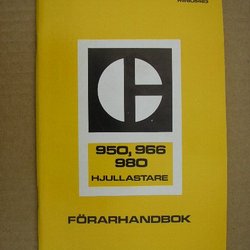 950, 966
980
HJULLASTARE
FÖRARHANDBOK